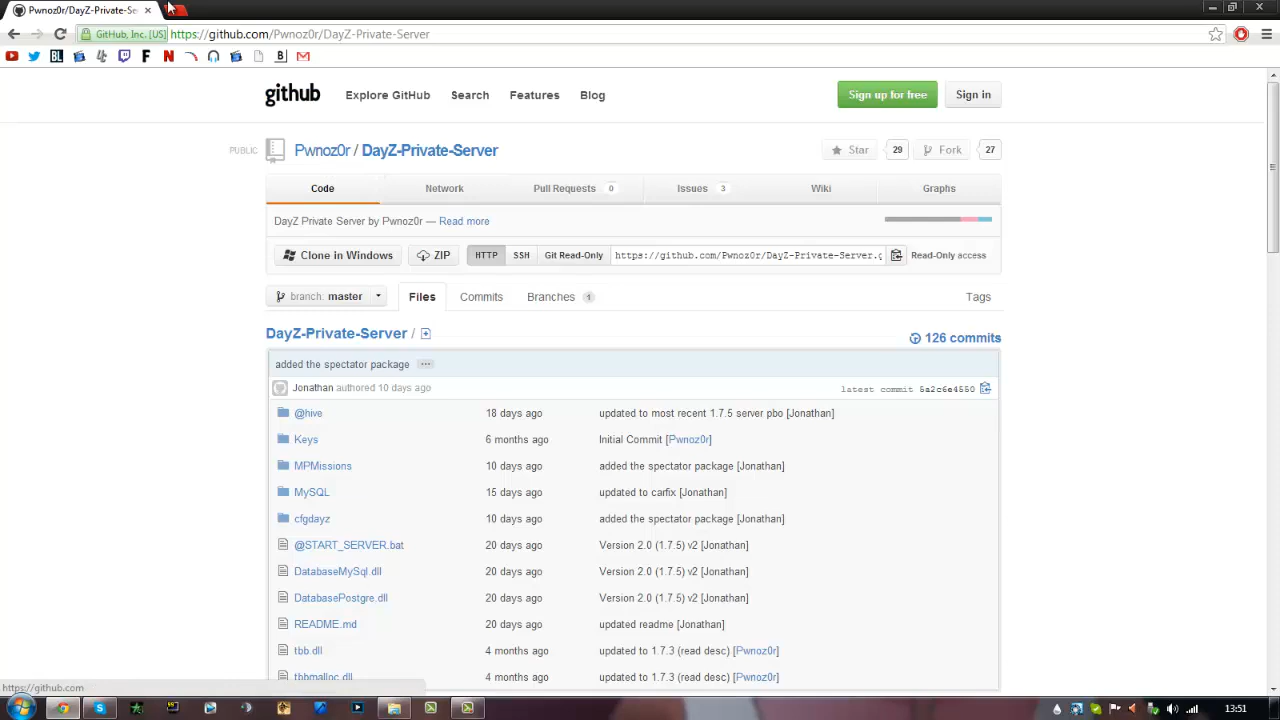 Pwnoz0r/DayZ-Private-Se
GitHub, Inc. [US] https://github.com/Pwnoz0r/DayZ-Private-Server
github Explore GitHub Search Features Blog Sign up for free Sign in
PUBLIC Pwnoz0r / DayZ-Private-Server Star 29 Fork 27
Code Network Pull Requests 0 Issues 3 Wiki Graphs
DayZ Private Server by Pwnoz0r — Read more
Clone in Windows ZIP HTTP SSH Git Read-Only https://github.com/Pwnoz0r/DayZ-Private-Server.g Read-Only access
branch: master Files Commits Branches 1 Tags
DayZ-Private-Server / 126 commits
added the spectator package ...
Jonathan authored 10 days ago latest commit 5a2c6e4550
@hive 18 days ago updated to most recent 1.7.5 server pbo [Jonathan]
Keys 6 months ago Initial Commit [Pwnoz0r]
MPMissions 10 days ago added the spectator package [Jonathan]
MySQL 15 days ago updated to carfix [Jonathan]
cfgdayz 10 days ago added the spectator package [Jonathan]
@START_SERVER.bat 20 days ago Version 2.0 (1.7.5) v2 [Jonathan]
DatabaseMySql.dll 20 days ago Version 2.0 (1.7.5) v2 [Jonathan]
DatabasePostgre.dll 20 days ago Version 2.0 (1.7.5) v2 [Jonathan]
README.md 20 days ago updated readme [Jonathan]
tbb.dll 4 months ago updated to 1.7.3 (read desc) [Pwnoz0r]
tbbmalloc.dll 4 months ago updated to 1.7.3 (read desc) [Pwnoz0r]
https://github.com
13:51